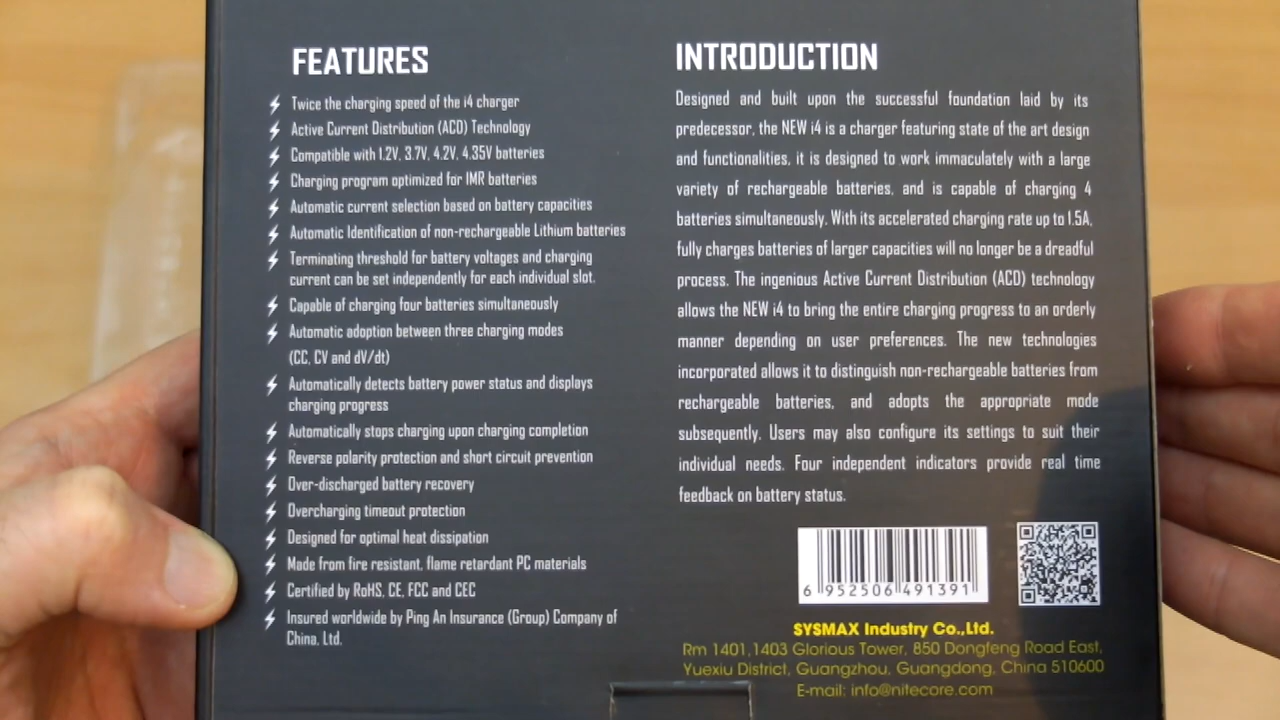 FEATURES
Twice the charging speed of the i4 charger
Active Current Distribution (ACD) Technology
Compatible with 1.2V, 3.7V, 4.2V, 4.35V batteries
Charging program optimized for IMR batteries
Automatic current selection based on battery capacities
Automatic Identification of non-rechargeable Lithium batteries
Terminating threshold for battery voltages and charging
current can be set independently for each individual slot.
Capable of charging four batteries simultaneously
Automatic adoption between three charging modes
(CC, CV and dV/dt)
Automatically detects battery power status and displays
charging progress
Automatically stops charging upon charging completion
Reverse polarity protection and short circuit prevention
Over-discharged battery recovery
Overcharging timeout protection
Designed for optimal heat dissipation
Made from fire resistant, flame retardant PC materials
Certified by RoHS, CE, FCC and CEC
Insured worldwide by Ping An Insurance (Group) Company of
China, Ltd.
INTRODUCTION
Designed and built upon the successful foundation laid by its
predecessor, the NEW i4 is a charger featuring state of the art design
and functionalities, it is designed to work immaculately with a large
variety of rechargeable batteries, and is capable of charging 4
batteries simultaneously. With its accelerated charging rate up to 1.5A,
fully charges batteries of larger capacities will no longer be a dreadful
process. The ingenious Active Current Distribution (ACD) technology
allows the NEW i4 to bring the entire charging progress to an orderly
manner depending on user preferences. The new technologies
incorporated allows it to distinguish non-rechargeable batteries from
rechargeable batteries, and adopts the appropriate mode
subsequently. Users may also configure its settings to suit their
individual needs. Four independent indicators provide real time
feedback on battery status.
6 952506 491391
SYSMAX Industry Co.,Ltd.
Rm 1401,1403 Glorious Tower, 850 Dongfeng Road East,
Yuexiu District, Guangzhou, Guangdong, China 510600
E-mail: info@nitecore.com